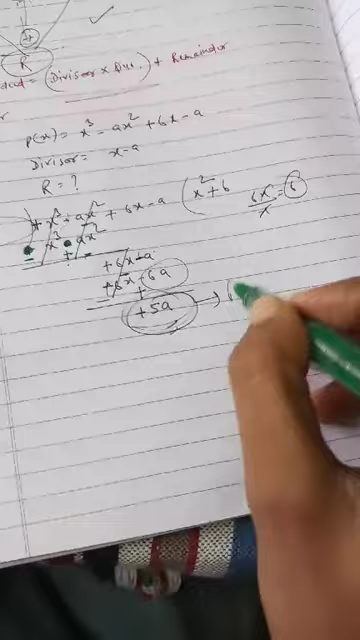 R
(Divisor × Quo.) + Remainder
p(x) = x³ - ax² + 6x - a
Divisor = x-a
R = ?
+x³ - ax² + 6x - a ( x² + 6
6x/x = 6
- x³ - ax²
+
+6x-a
+6x - 6a
- +
+5a → (